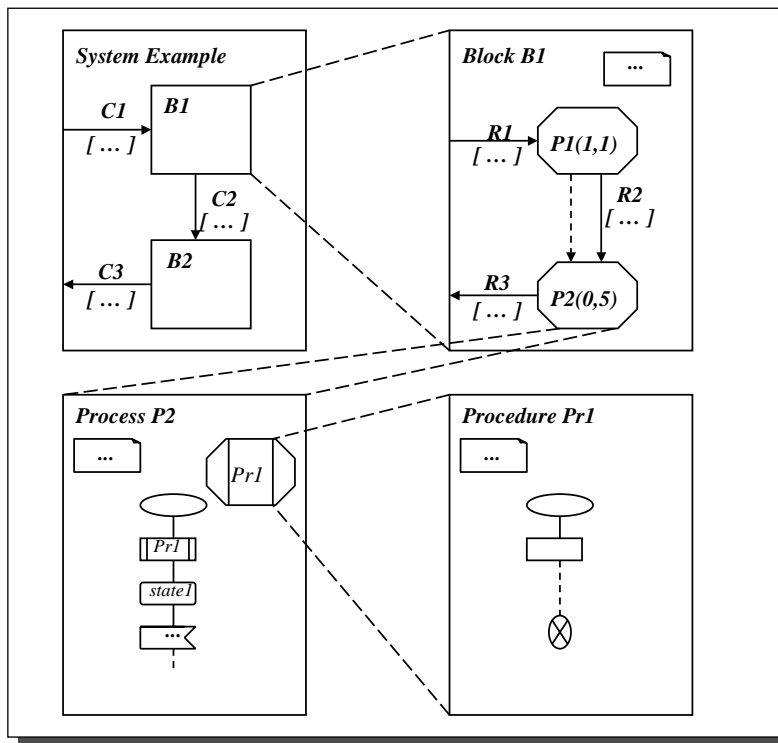 System Example
B1
C1
[ ... ]
C2
[ ... ]
B2
C3
[ ... ]
Block B1
...
R1
[ ... ]
P1(1,1)
R2
[ ... ]
R3
[ ... ]
P2(0,5)
Process P2
...
Pr1
Pr1
state1
...
Procedure Pr1
...